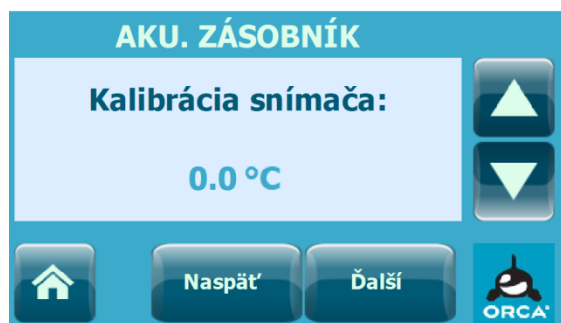 AKU. ZÁSOBNÍK
Kalibrácia snímača:
0.0 °C
Naspäť
Ďalší
ORCA